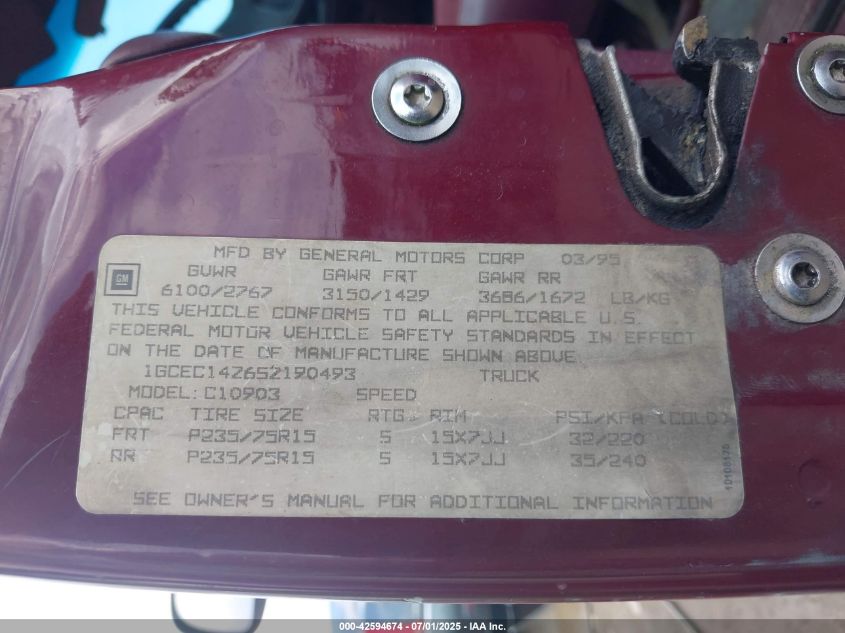 MFD BY GENERAL MOTORS CORP 03/95
GVWR GAWR FRT GAWR RR
GM 6100/2767 3150/1429 3686/1672 LB/KG
THIS VEHICLE CONFORMS TO ALL APPLICABLE U.S.
FEDERAL MOTOR VEHICLE SAFETY STANDARDS IN EFFECT
ON THE DATE OF MANUFACTURE SHOWN ABOVE
1GCEC14Z6S2190493 TRUCK
MODEL: C10903 SPEED
CPAC TIRE SIZE RTG RIM PSI/KPA (COLD)
FRT P235/75R15 S 15X7JJ 32/220
RR P235/75R15 S 15X7JJ 35/240
SEE OWNER'S MANUAL FOR ADDITIONAL INFORMATION
000-42594674 - 07/01/2025 - IAA Inc.